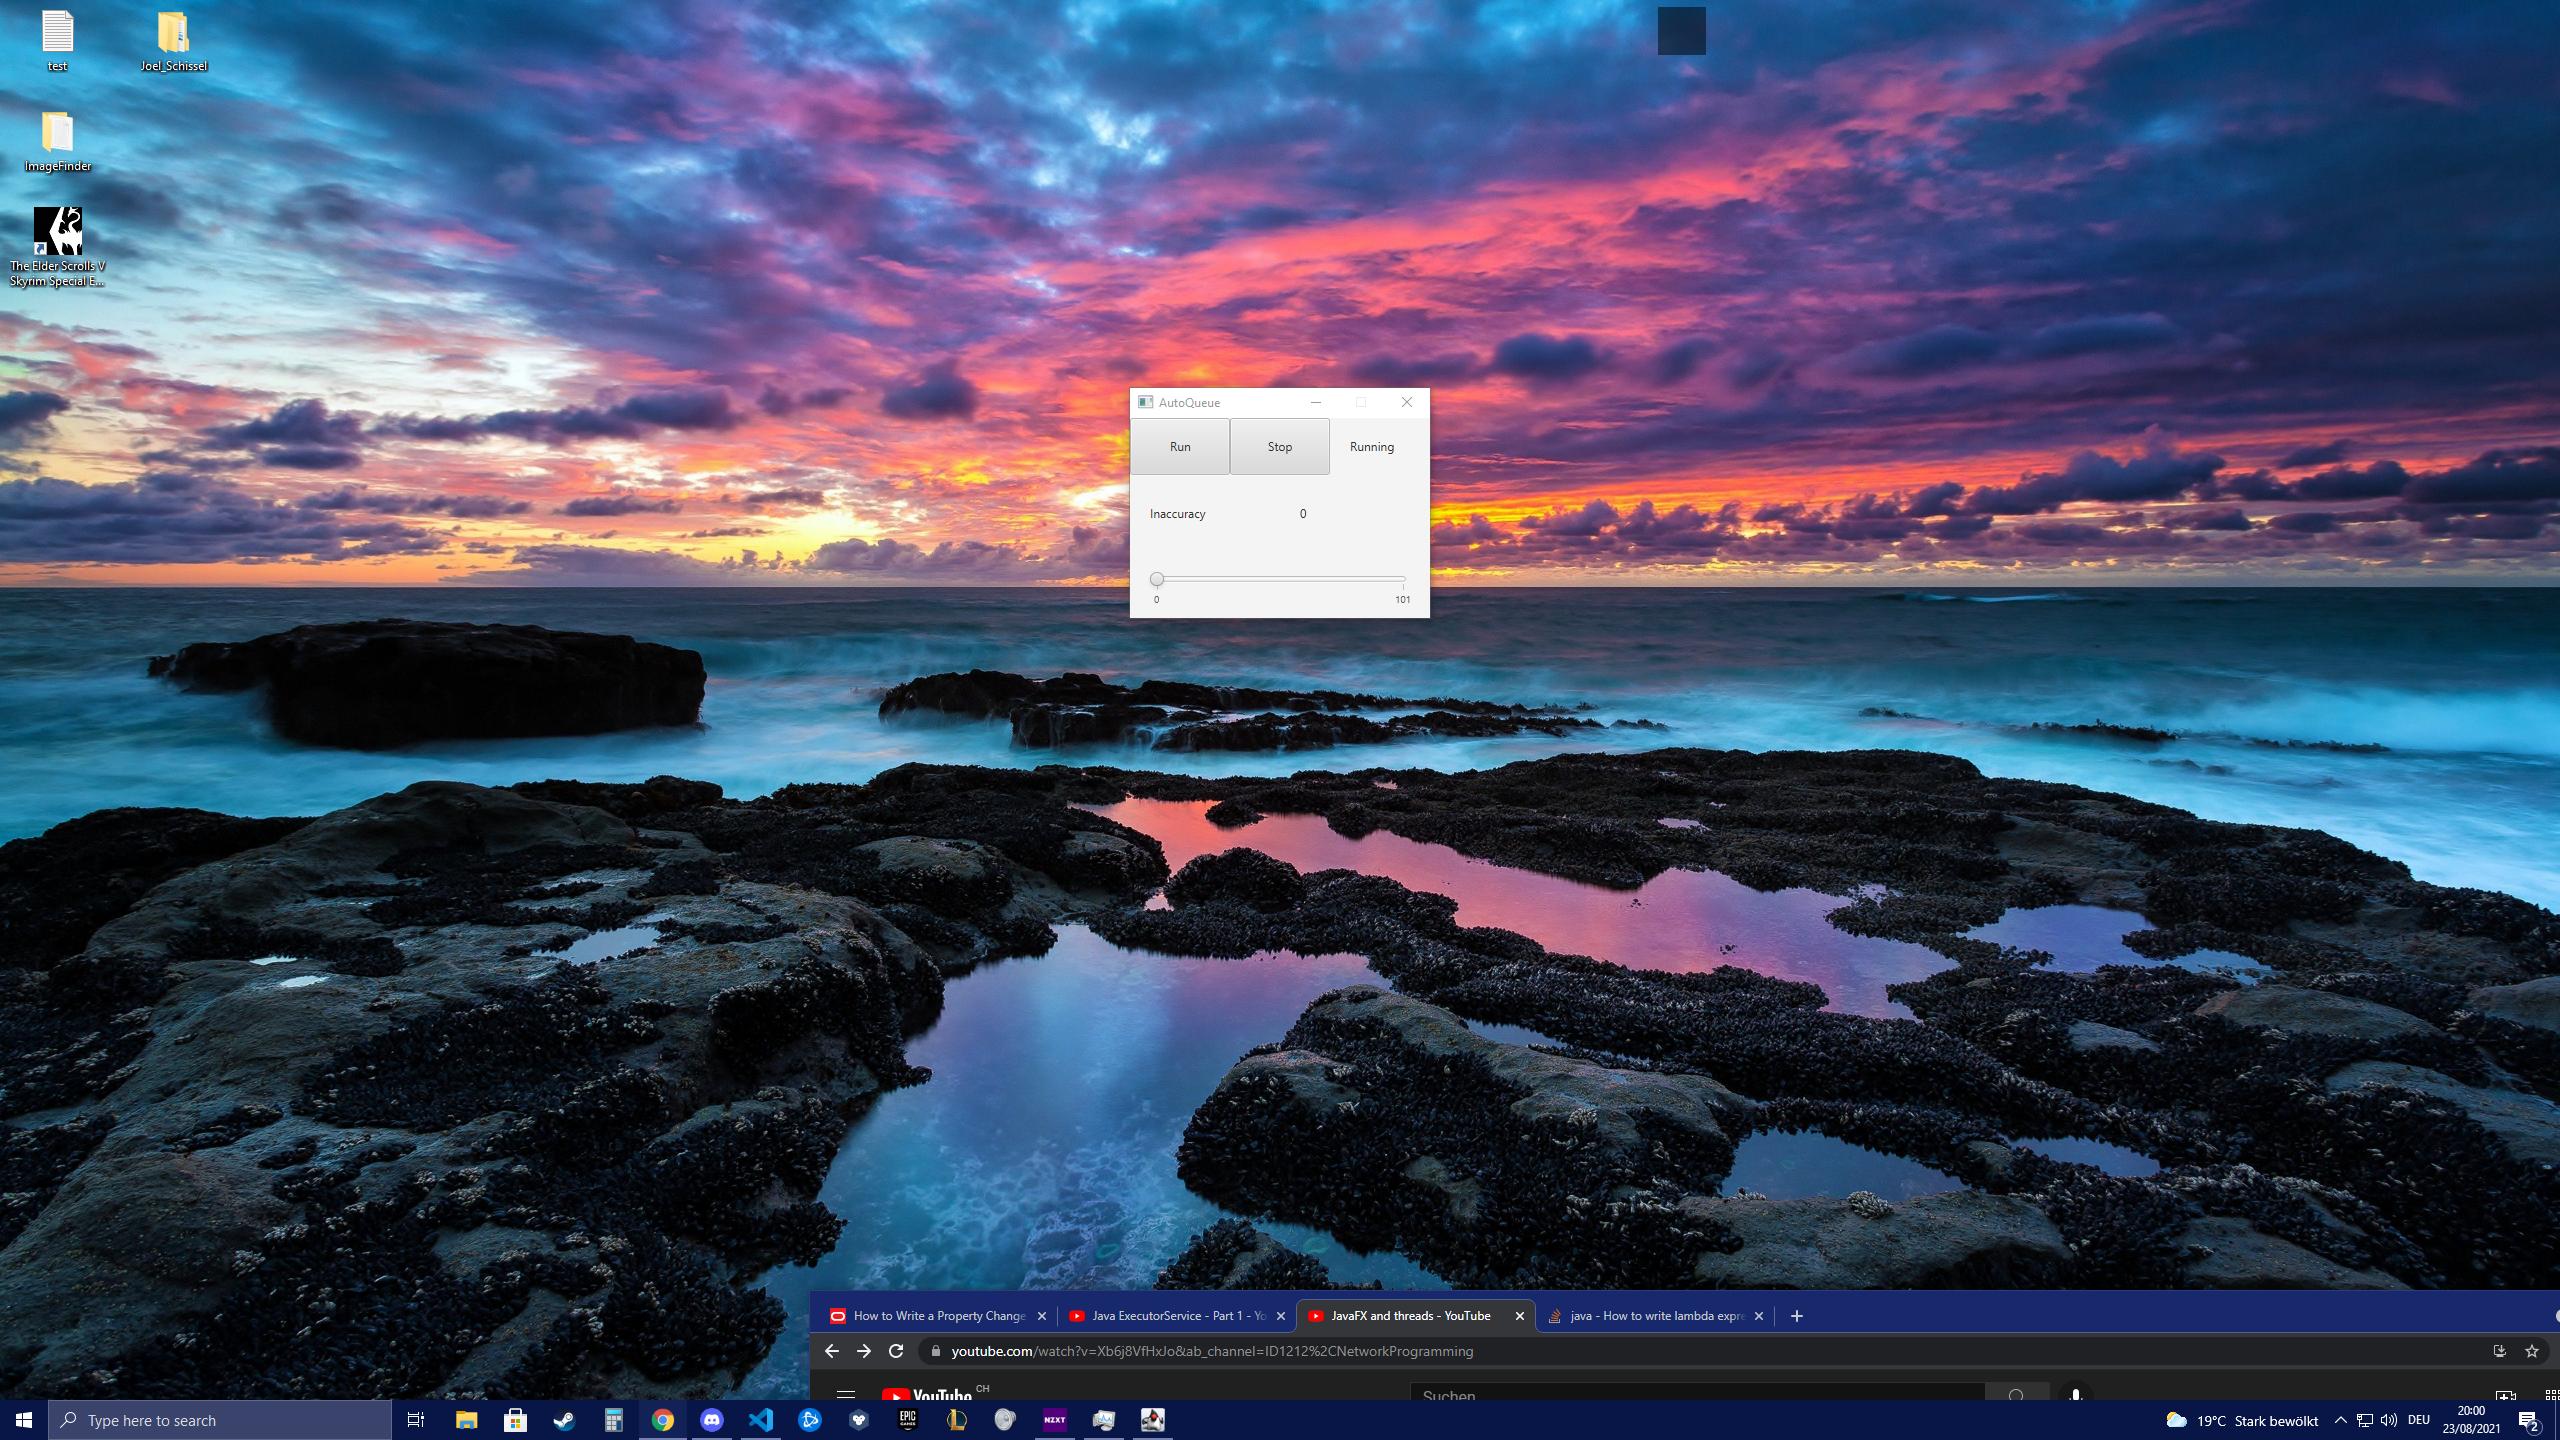 test
Joel_Schissel
ImageFinder
The Elder Scrolls V
Skyrim Special E...
AutoQueue
Run
Stop
Running
Inaccuracy
0
0
101
How to Write a Property Change
Java ExecutorService - Part 1 - Yo
JavaFX and threads - YouTube
java - How to write lambda expre
youtube.com/watch?v=Xb6j8VfHxJo&ab_channel=ID1212%2CNetworkProgramming
YouTube CH
Suchen
Type here to search
EPIC GAMES
NZXT
19°C Stark bewölkt
DEU
20:00
23/08/2021
2